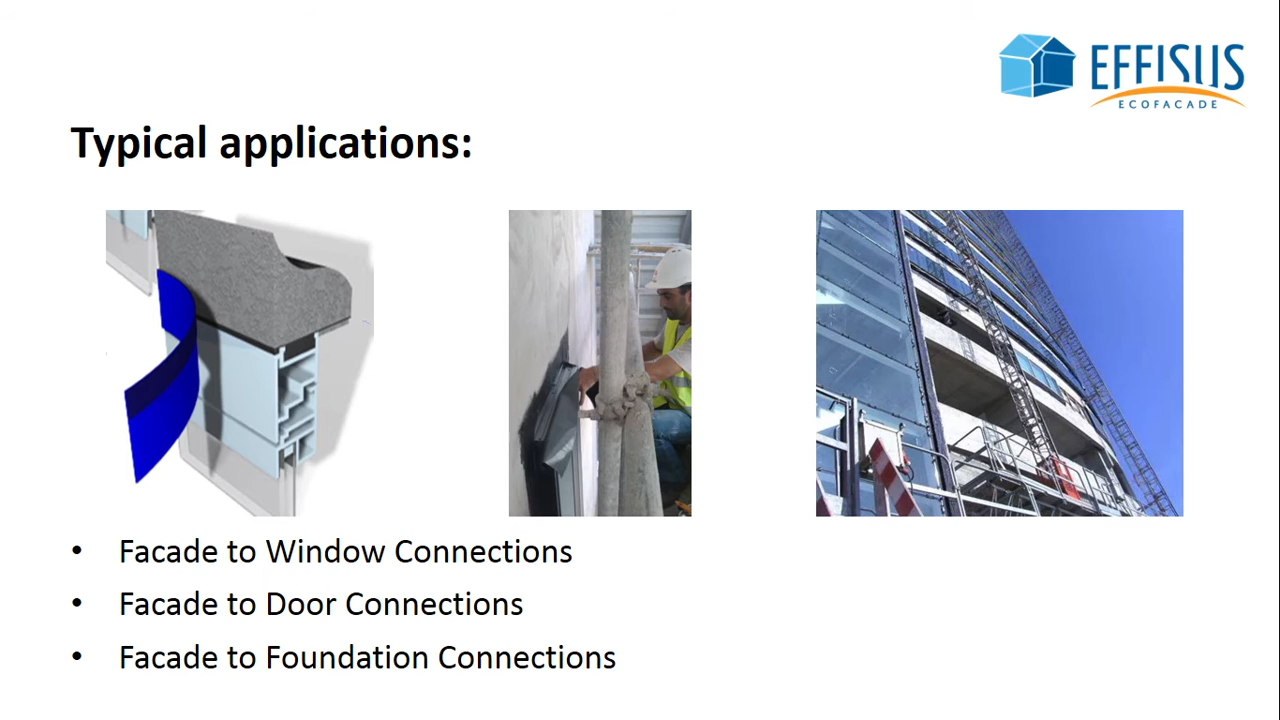 EFFISUS
ECOFACADE
Typical applications:
• Facade to Window Connections
• Facade to Door Connections
• Facade to Foundation Connections